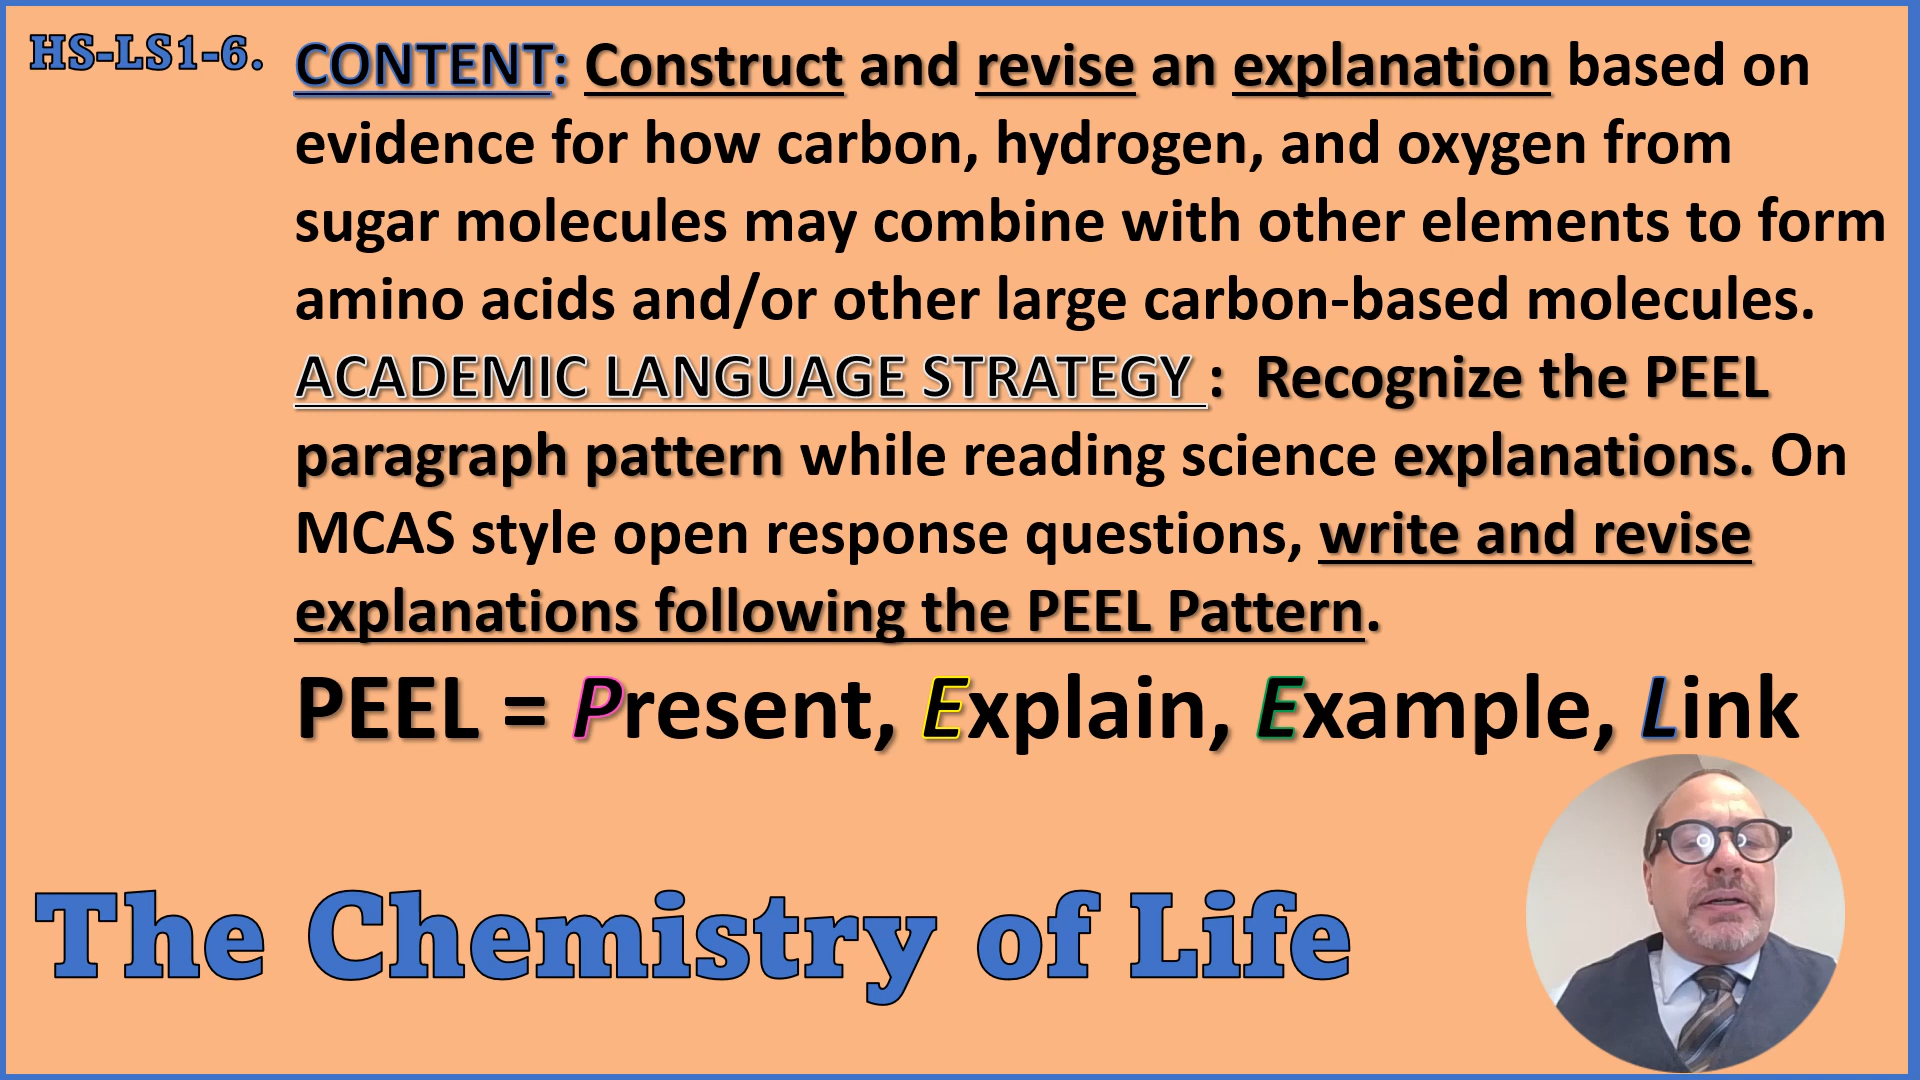 HS-LS1-6.
CONTENT: Construct and revise an explanation based on
evidence for how carbon, hydrogen, and oxygen from
sugar molecules may combine with other elements to form
amino acids and/or other large carbon-based molecules.
ACADEMIC LANGUAGE STRATEGY : Recognize the PEEL
paragraph pattern while reading science explanations. On
MCAS style open response questions, write and revise
explanations following the PEEL Pattern.
PEEL = Present, Explain, Example, Link
The Chemistry of Life